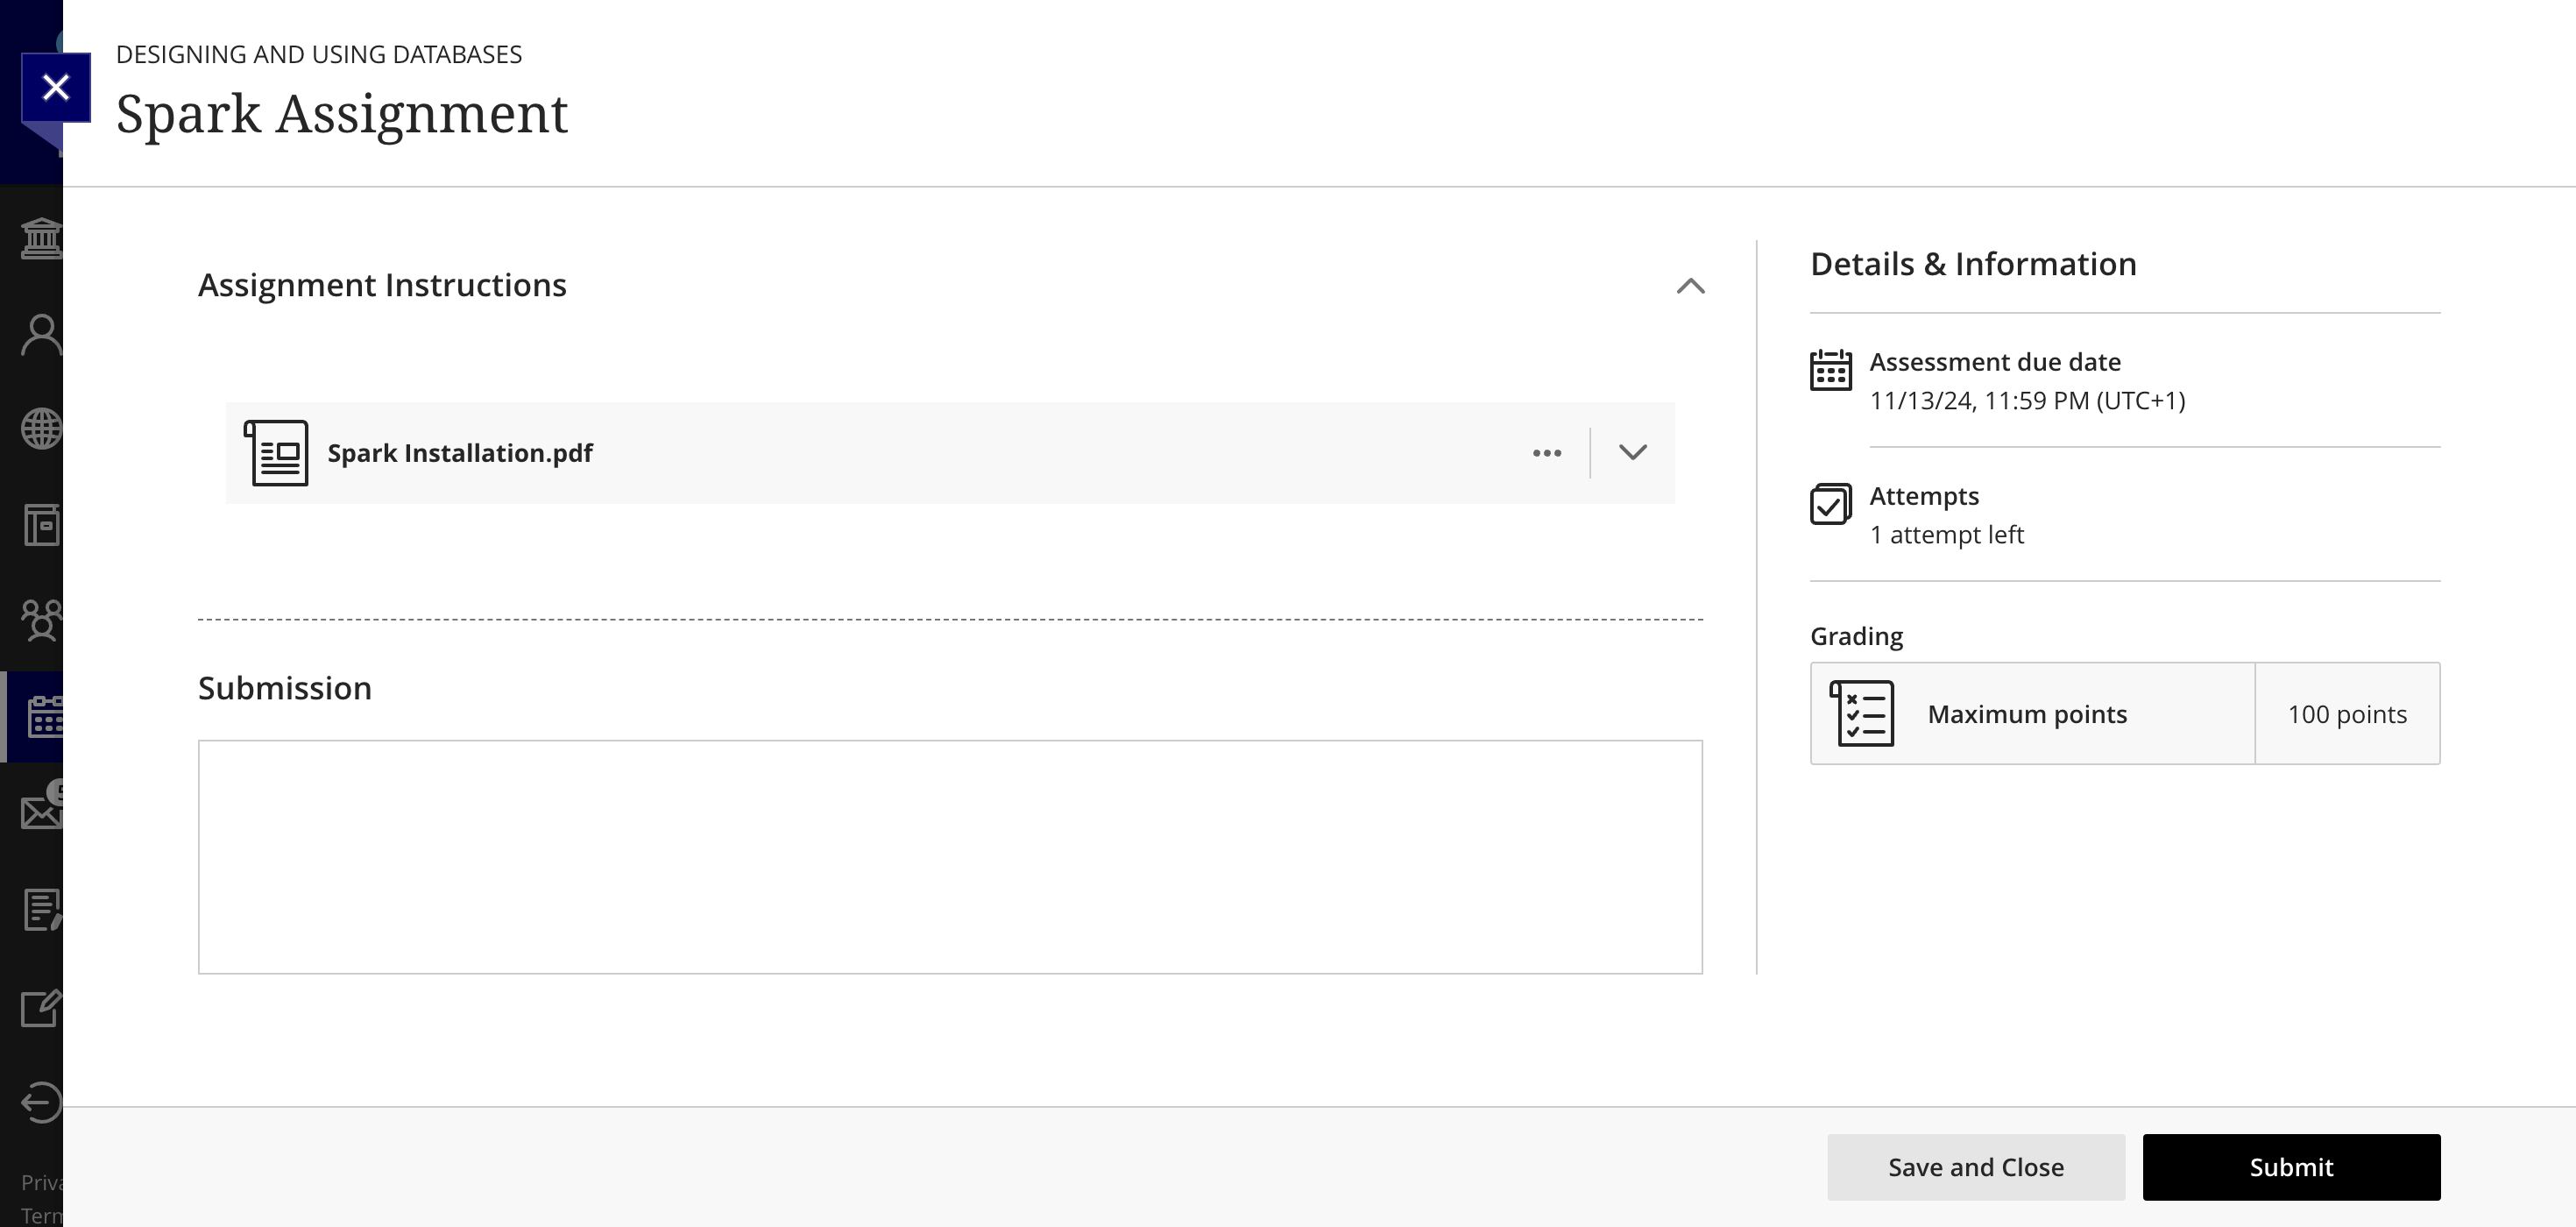 DESIGNING AND USING DATABASES
Spark Assignment
Assignment Instructions
Spark Installation.pdf
Submission
Details & Information
Assessment due date
11/13/24, 11:59 PM (UTC+1)
Attempts
1 attempt left
Grading
Maximum points
100 points
Priva
Term
Save and Close
Submit